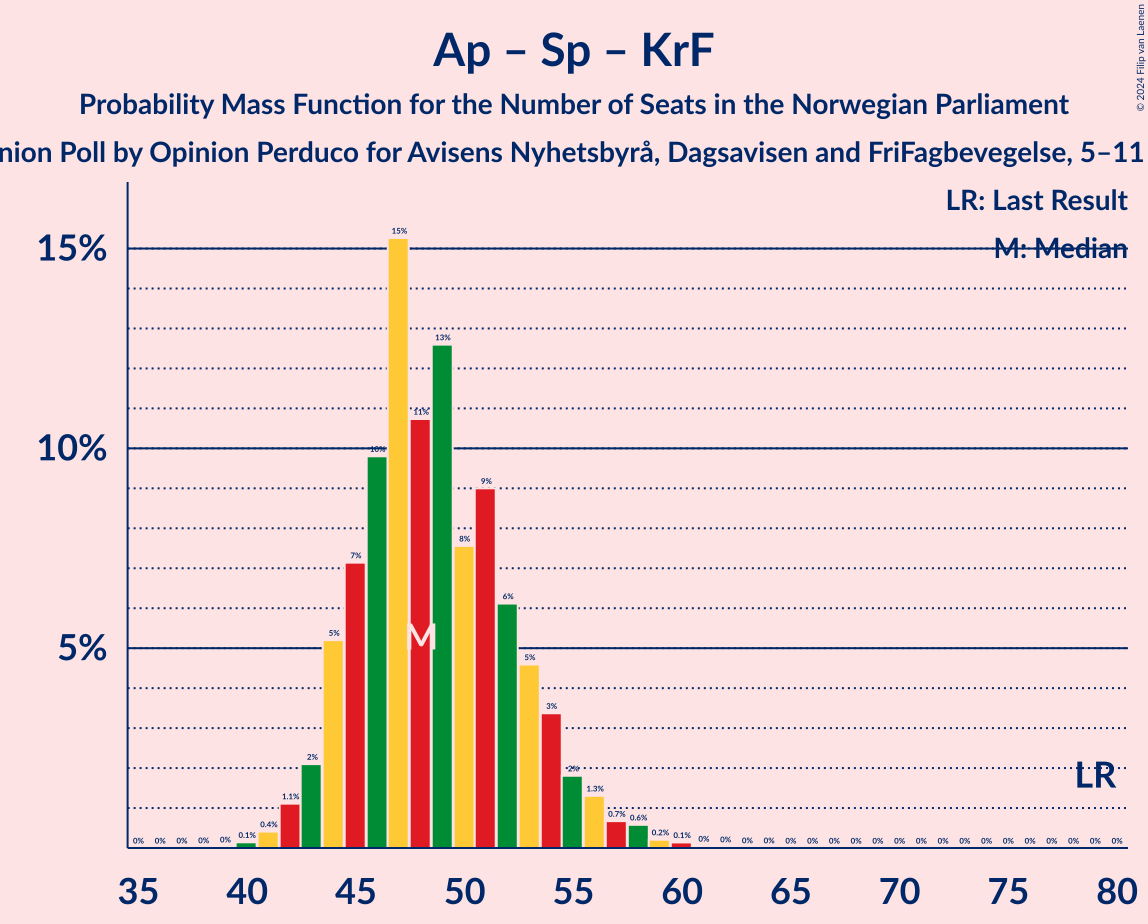 Ap – Sp – KrF
Probability Mass Function for the Number of Seats in the Norwegian Parliament
nion Poll by Opinion Perduco for Avisens Nyhetsbyrå, Dagsavisen and FriFagbevegelse, 5–11
© 2024 Filip van Laenen
LR: Last Result
M: Median
15%
10%
5%
0% 0% 0% 0% 0% 0.1% 0.4% 1.1% 2% 5% 7% 10% 15% 11% 13% 8% 9% 6% 5% 3% 2% 1.3% 0.7% 0.6% 0.2% 0.1% 0% 0% 0% 0% 0% 0% 0% 0% 0% 0% 0% 0% 0% 0% 0% 0% 0% 0% 0% 0%
M
LR
35 40 45 50 55 60 65 70 75 80